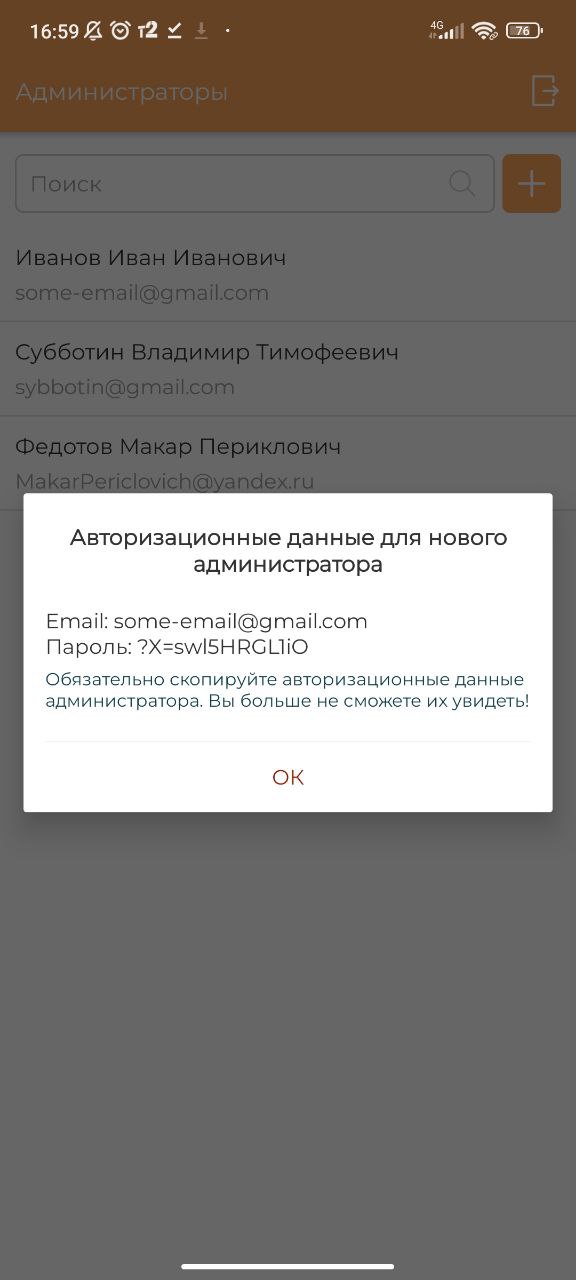 16:59 т2
4G 76
Администраторы
Поиск
Иванов Иван Иванович
some-email@gmail.com
Субботин Владимир Тимофеевич
sybbotin@gmail.com
Федотов Макар Периклович
MakarPericlovich@yandex.ru
Авторизационные данные для нового
администратора
Email: some-email@gmail.com
Пароль: ?X=swl5HRGL1iO
Обязательно скопируйте авторизационные данные
администратора. Вы больше не сможете их увидеть!
ОК